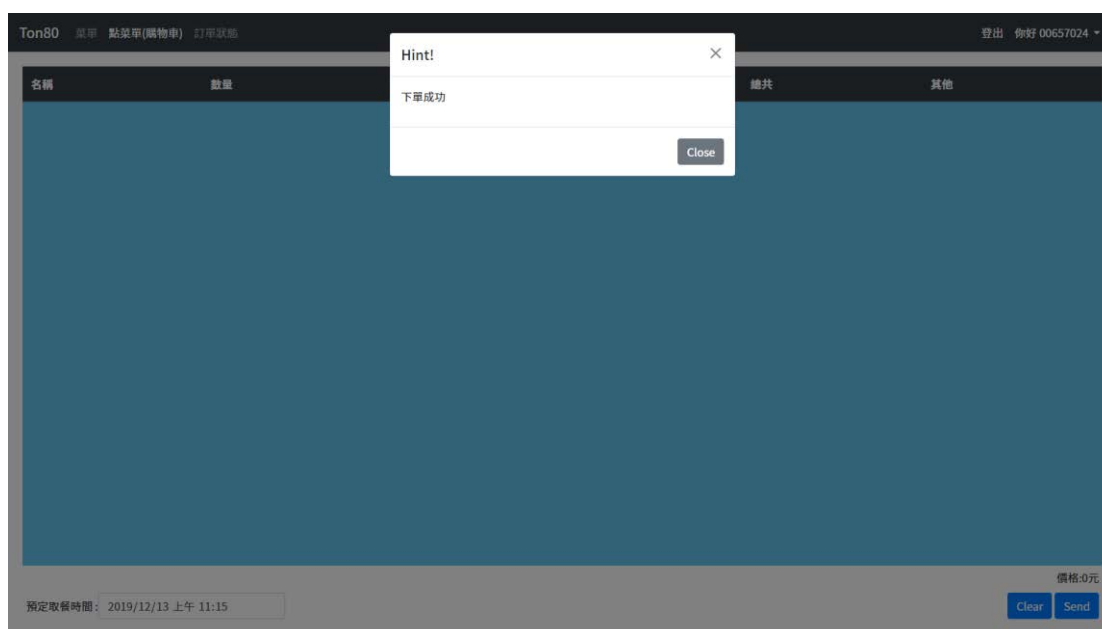 Ton80 菜單 點菜單(購物車) 訂單狀態 登出 你好 00657024
Hint! ×
名稱 數量 總共 其他
下單成功
Close
價格:0元
預定取餐時間 : 2019/12/13 上午 11:15 Clear Send